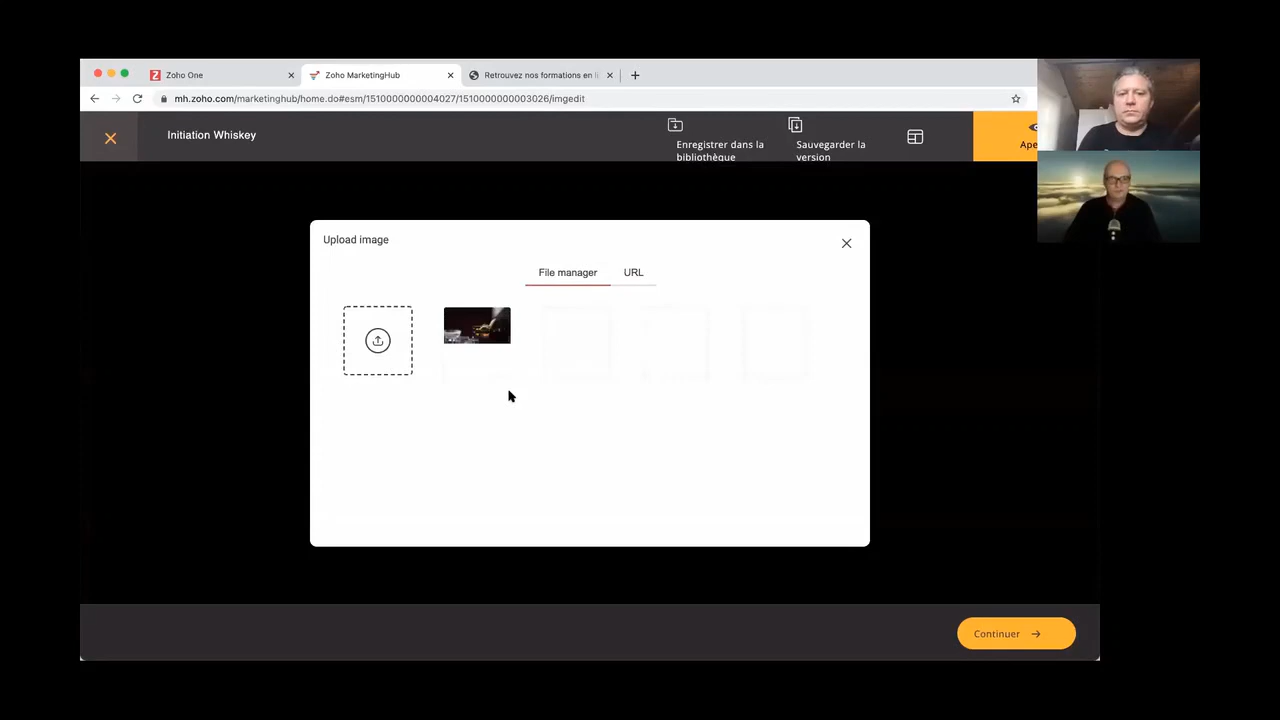 Zoho One
Zoho MarketingHub
Retrouvez nos formations en li
mh.zoho.com/marketinghub/home.do#esm/1510000000004027/1510000000003026/imgedit
Initiation Whiskey
Enregistrer dans la
bibliothèque
Sauvegarder la
version
Ape
Upload image
File manager
URL
Continuer